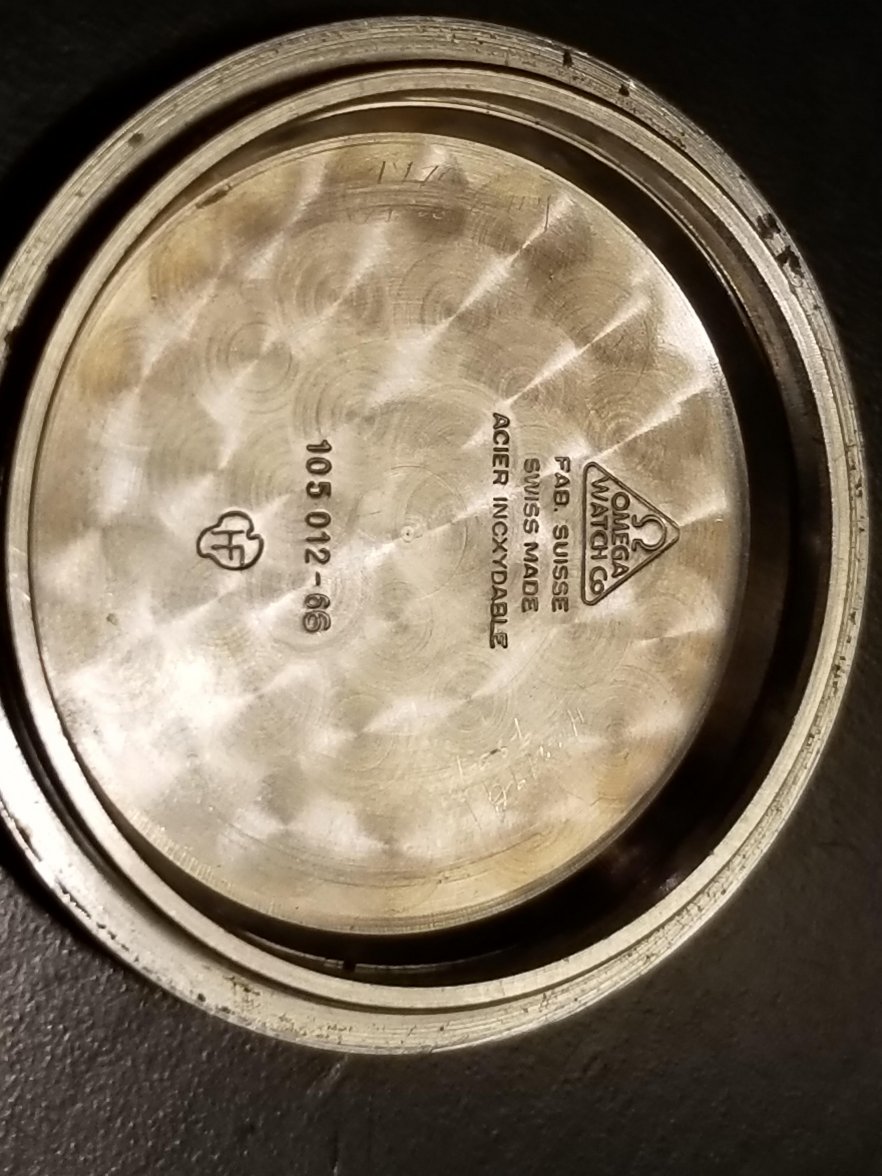 OMEGA
WATCH Co
FAB. SUISSE
SWISS MADE
ACIER INOXYDABLE
105 012 - 66
HF